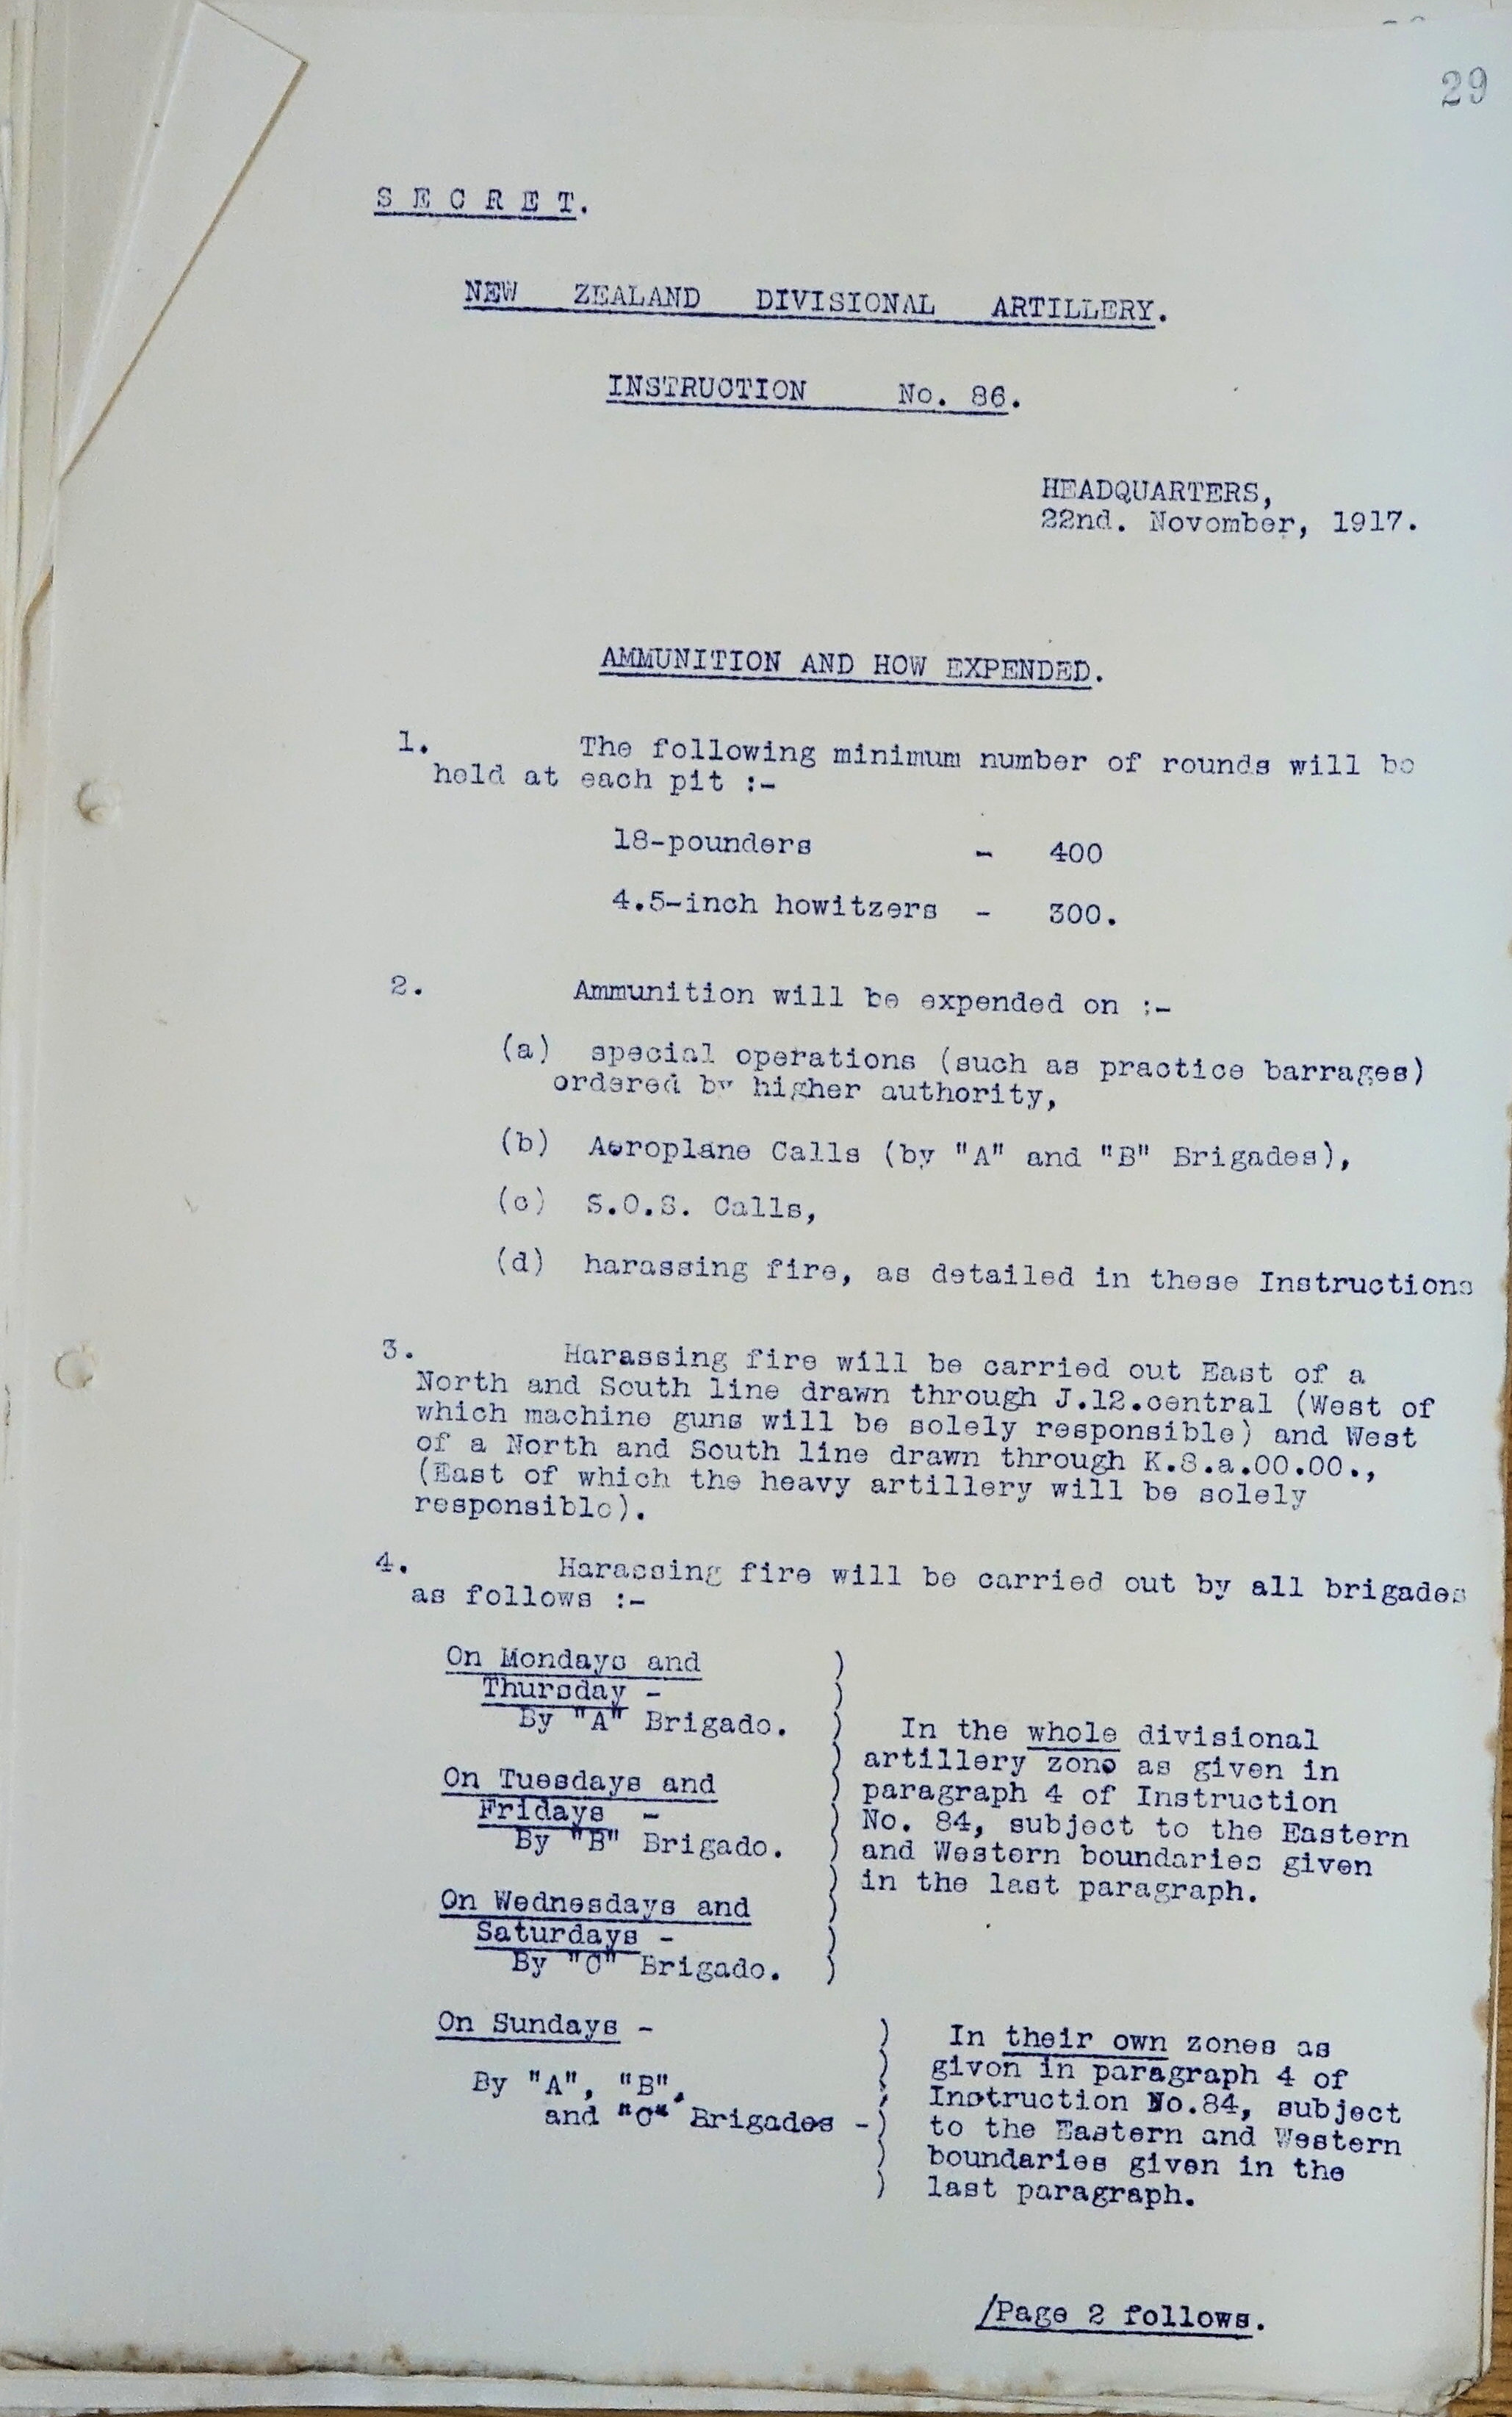 29
S E C R E T.
NEW ZEALAND DIVISIONAL ARTILLERY.
INSTRUCTION No. 86.
HEADQUARTERS,
22nd. November, 1917.
AMMUNITION AND HOW EXPENDED.
1. The following minimum number of rounds will be
held at each pit :-
18-pounders - 400
4.5-inch howitzers - 300.
2. Ammunition will be expended on :-
(a) special operations (such as practice barrages)
ordered by higher authority,
(b) Aeroplane Calls (by "A" and "B" Brigades),
(c) S.O.S. Calls,
(d) harassing fire, as detailed in these Instructions
3. Harassing fire will be carried out East of a
North and South line drawn through J.12.central (West of
which machine guns will be solely responsible) and West
of a North and South line drawn through K.8.a.00.00.,
(East of which the heavy artillery will be solely
responsible).
4. Harassing fire will be carried out by all brigades
as follows :-
On Mondays and
Thursday -
By "A" Brigade.
On Tuesdays and
Fridays -
By "B" Brigade.
On Wednesdays and
Saturdays -
By "C" Brigade.
In the whole divisional
artillery zone as given in
paragraph 4 of Instruction
No. 84, subject to the Eastern
and Western boundaries given
in the last paragraph.
On Sundays -
By "A", "B",
and "C" Brigades -
In their own zones as
given in paragraph 4 of
Instruction No.84, subject
to the Eastern and Western
boundaries given in the
last paragraph.
/Page 2 follows.